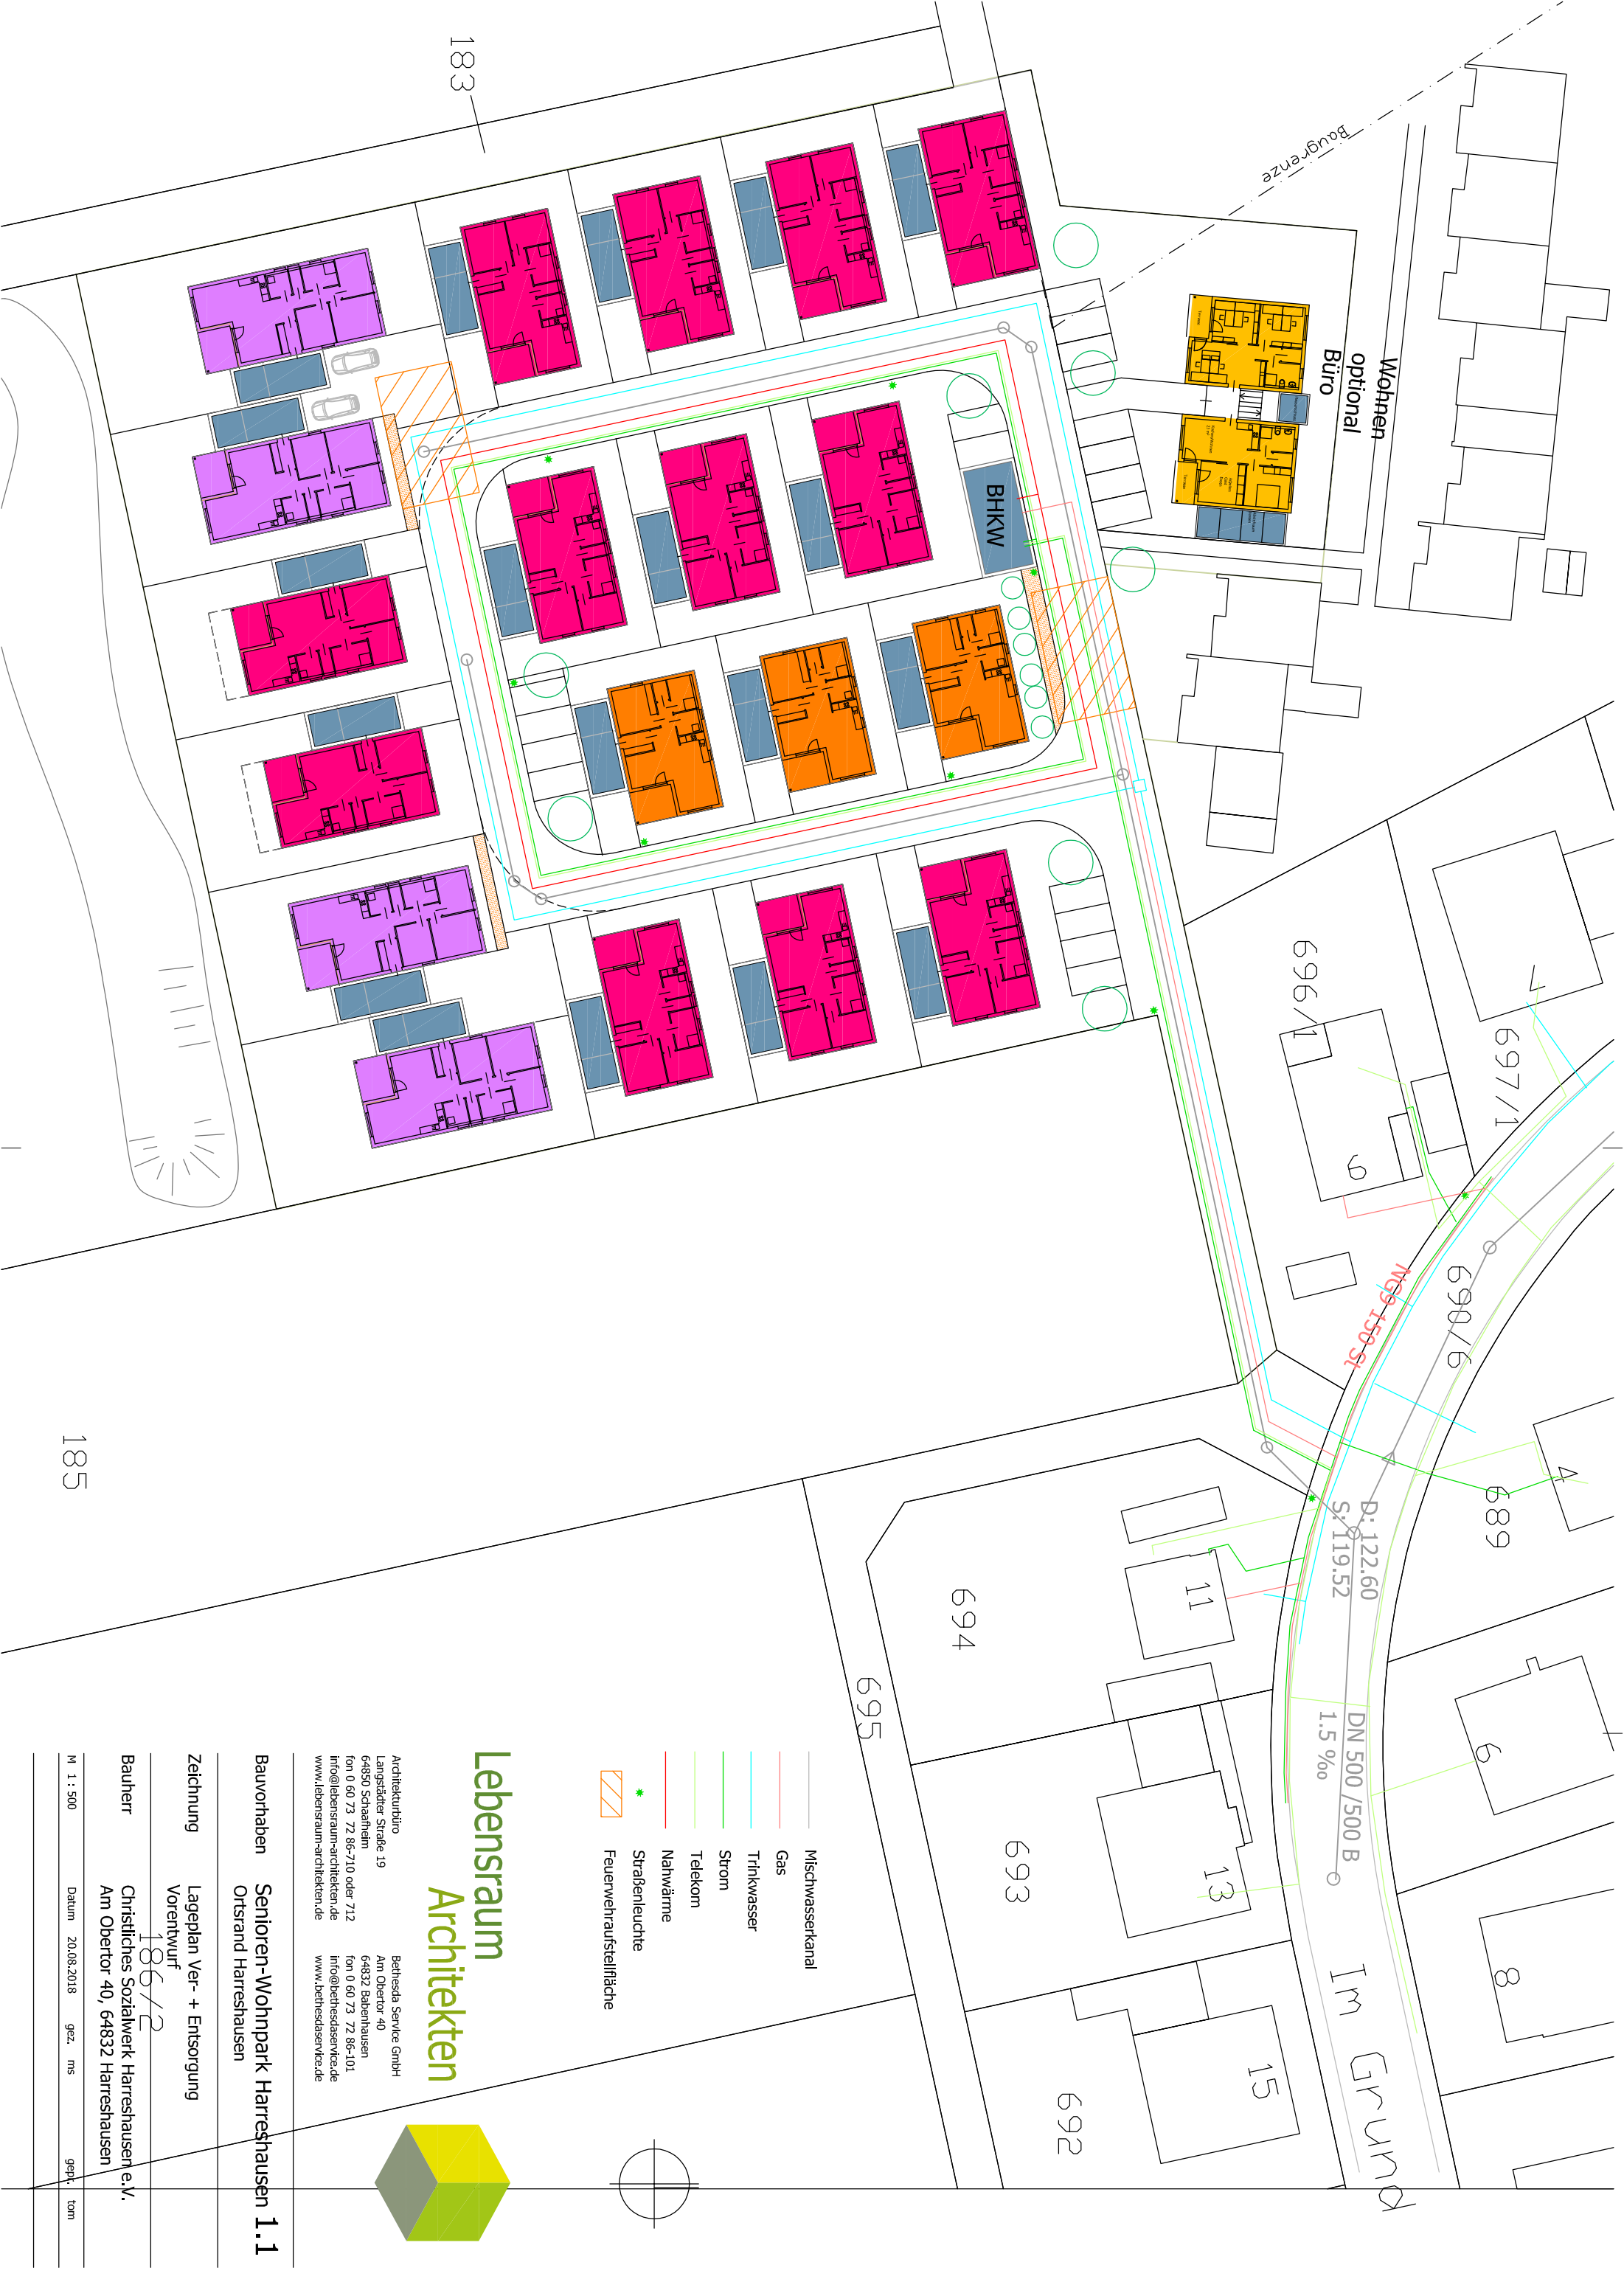 183
Baugrenze
Wohnen
optional
Büro
BHKW
696/1
697/1
7
9
690/6
NG9 150 St
4
689
D: 122.60
S: 119.52
DN 500 /500 B
1.5 ‰
11
694
695
6
13
693
8
15
692
Im Grund
185
186/2
Mischwasserkanal
Gas
Trinkwasser
Strom
Telekom
Nahwärme
Straßenleuchte
Feuerwehraufstellfläche
Lebensraum
Architekten
Architekturbüro
Langstädter Straße 19
64850 Schaafheim
fon 0 60 73 72 86-710 oder 712
info@lebensraum-architekten.de
www.lebensraum-architekten.de
Bethesda Service GmbH
Am Obertor 40
64832 Babenhausen
fon 0 60 73 72 86-101
info@bethesdaservice.de
www.bethesdaservice.de
Bauvorhaben Senioren-Wohnpark Harreshausen 1.1
Ortsrand Harreshausen
Zeichnung Lageplan Ver- + Entsorgung
Vorentwurf
Bauherr Christliches Sozialwerk Harreshausen e.V.
Am Obertor 40, 64832 Harreshausen
M 1 : 500 Datum 20.08.2018 gez. ms gepr. tom